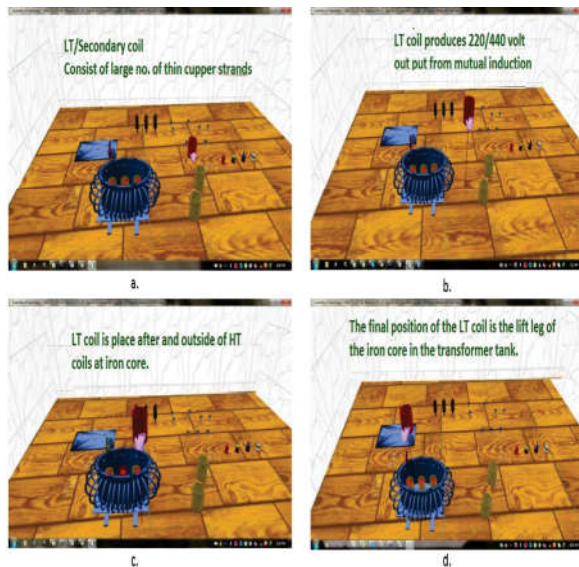 LT/Secondary coil
Consist of large no. of thin cupper strands
LT coil produces 220/440 volt
out put from mutual induction
a.
b.
LT coil is place after and outside of HT
coils at iron core.
The final position of the LT coil is the lift leg of
the iron core in the transformer tank.
c.
d.